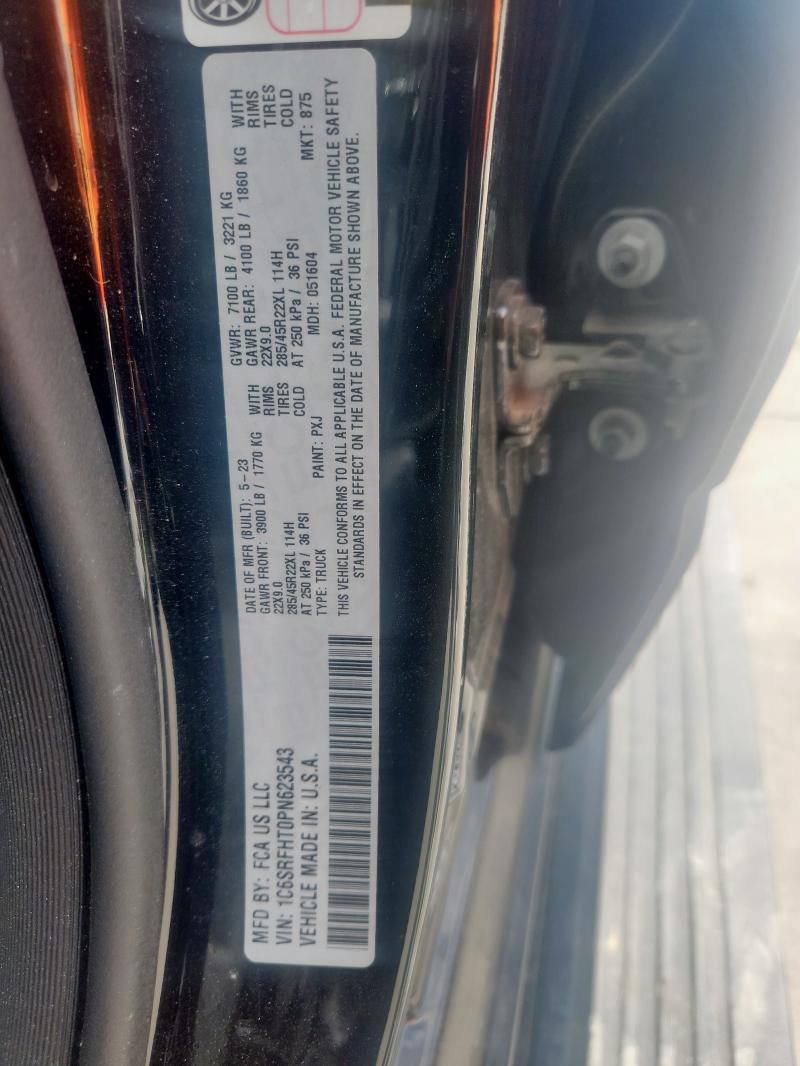 MFD BY: FCA US LLC
VIN: 1C6SRFHT0PN623543
VEHICLE MADE IN: U.S.A.
DATE OF MFR (BUILT): 5-23 GVWR: 7100 LB / 3221 KG
GAWR FRONT: 3900 LB / 1770 KG WITH GAWR REAR: 4100 LB / 1860 KG WITH
22X9.0 RIMS 22X9.0 RIMS
285/45R22XL 114H TIRES 285/45R22XL 114H TIRES
AT 250 kPa / 36 PSI COLD AT 250 kPa / 36 PSI COLD
TYPE: TRUCK PAINT: PXJ MDH: 051604 MKT: 875
THIS VEHICLE CONFORMS TO ALL APPLICABLE U.S.A. FEDERAL MOTOR VEHICLE SAFETY
STANDARDS IN EFFECT ON THE DATE OF MANUFACTURE SHOWN ABOVE.